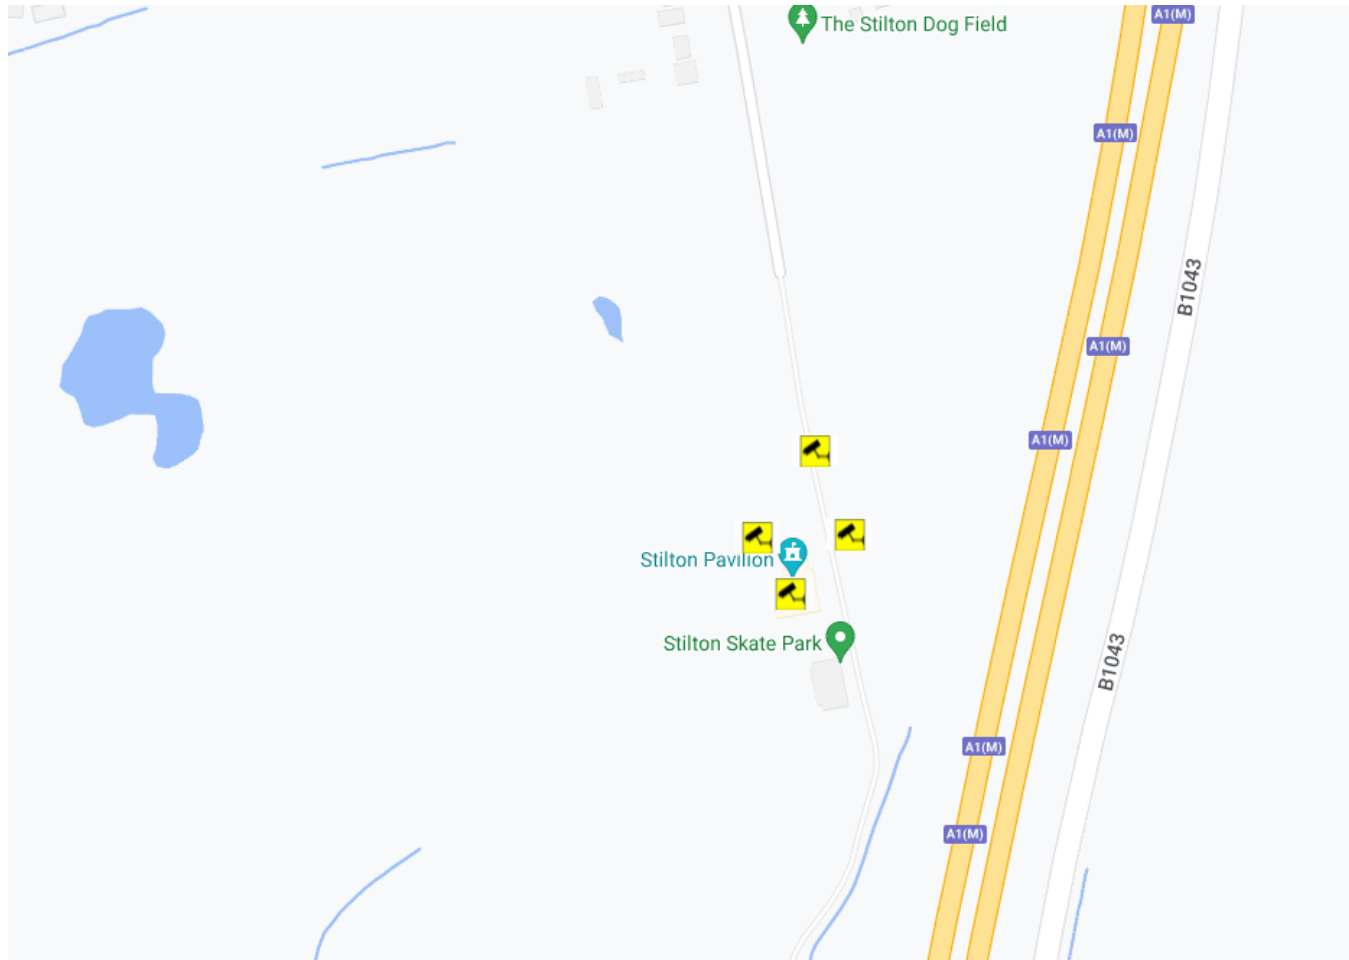 The Stilton Dog Field
A1(M)
A1(M)
B1043
A1(M)
A1(M)
Stilton Pavilion
Stilton Skate Park
B1043
A1(M)
A1(M)